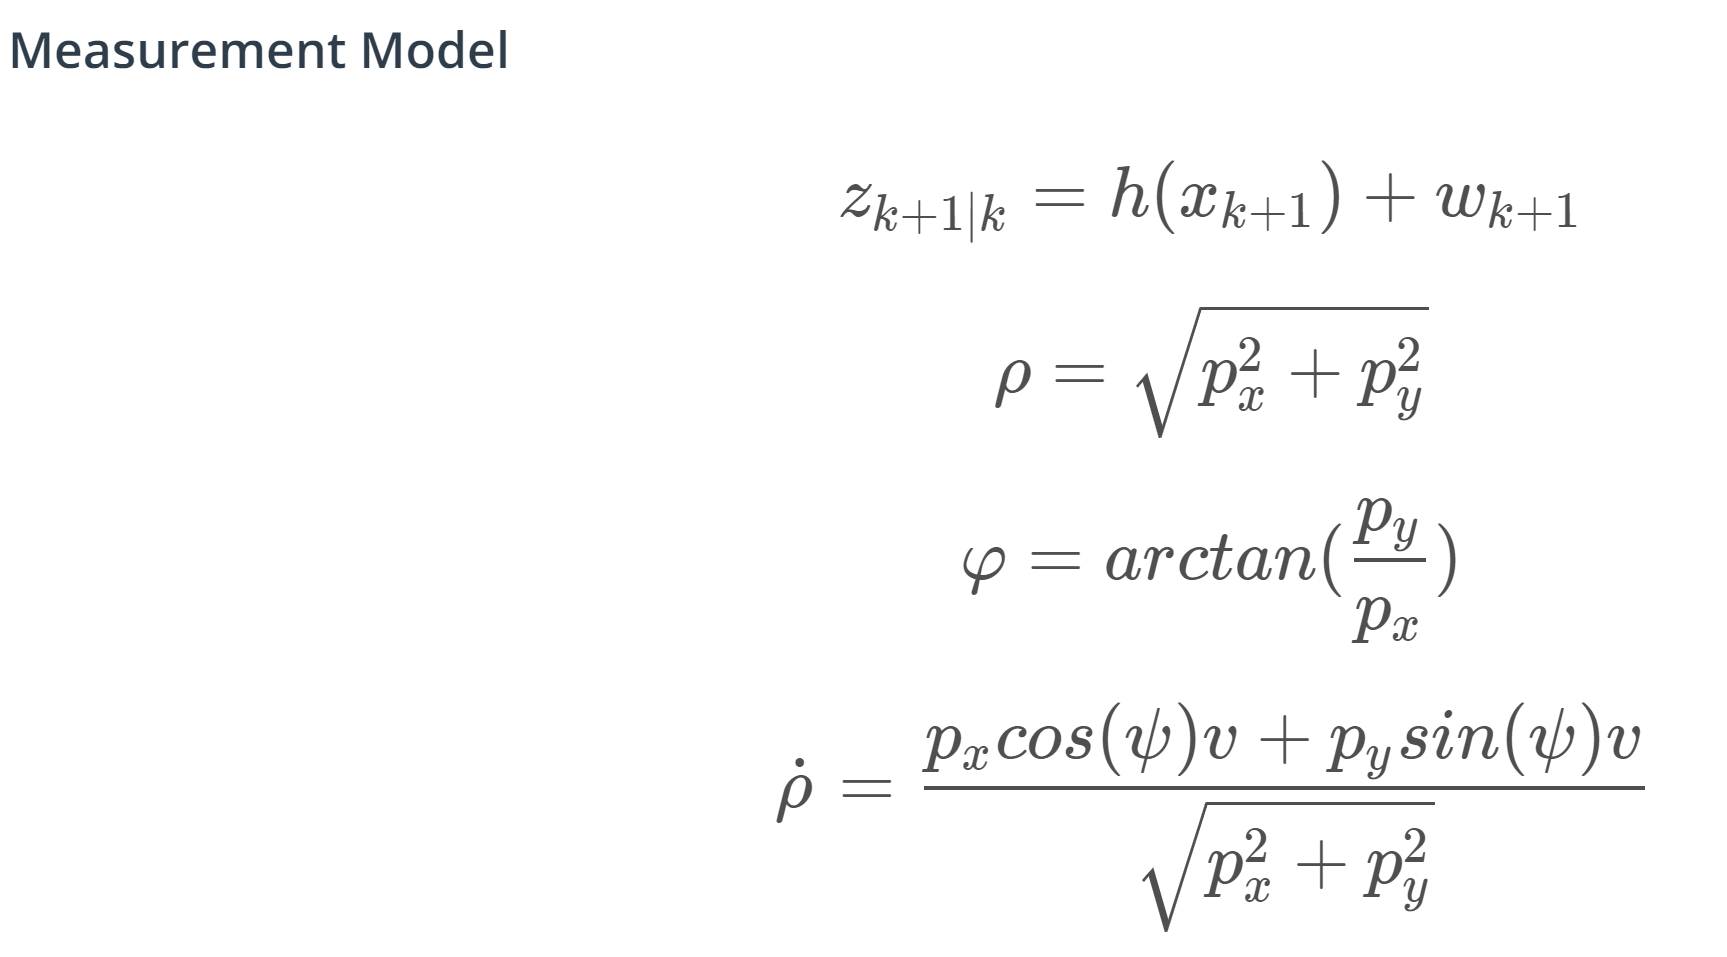 Measurement Model
$z_{k+1|k} = h(x_{k+1}) + w_{k+1}$
$\rho = \sqrt{p_x^2 + p_y^2}$
$\varphi = arctan(\frac{p_y}{p_x})$
$\dot{\rho} = \frac{p_x cos(\psi)v + p_y sin(\psi)v}{\sqrt{p_x^2 + p_y^2}}$